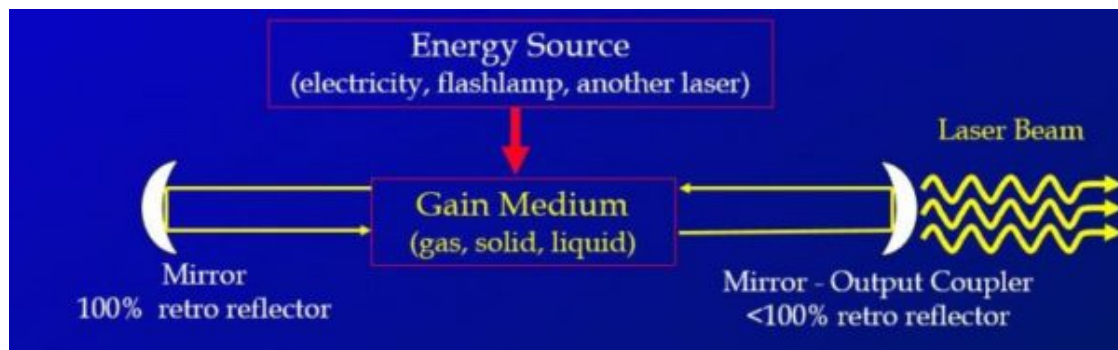 Energy Source
(electricity, flashlamp, another laser)
Laser Beam
Gain Medium
(gas, solid, liquid)
Mirror
100% retro reflector
Mirror - Output Coupler
<100% retro reflector